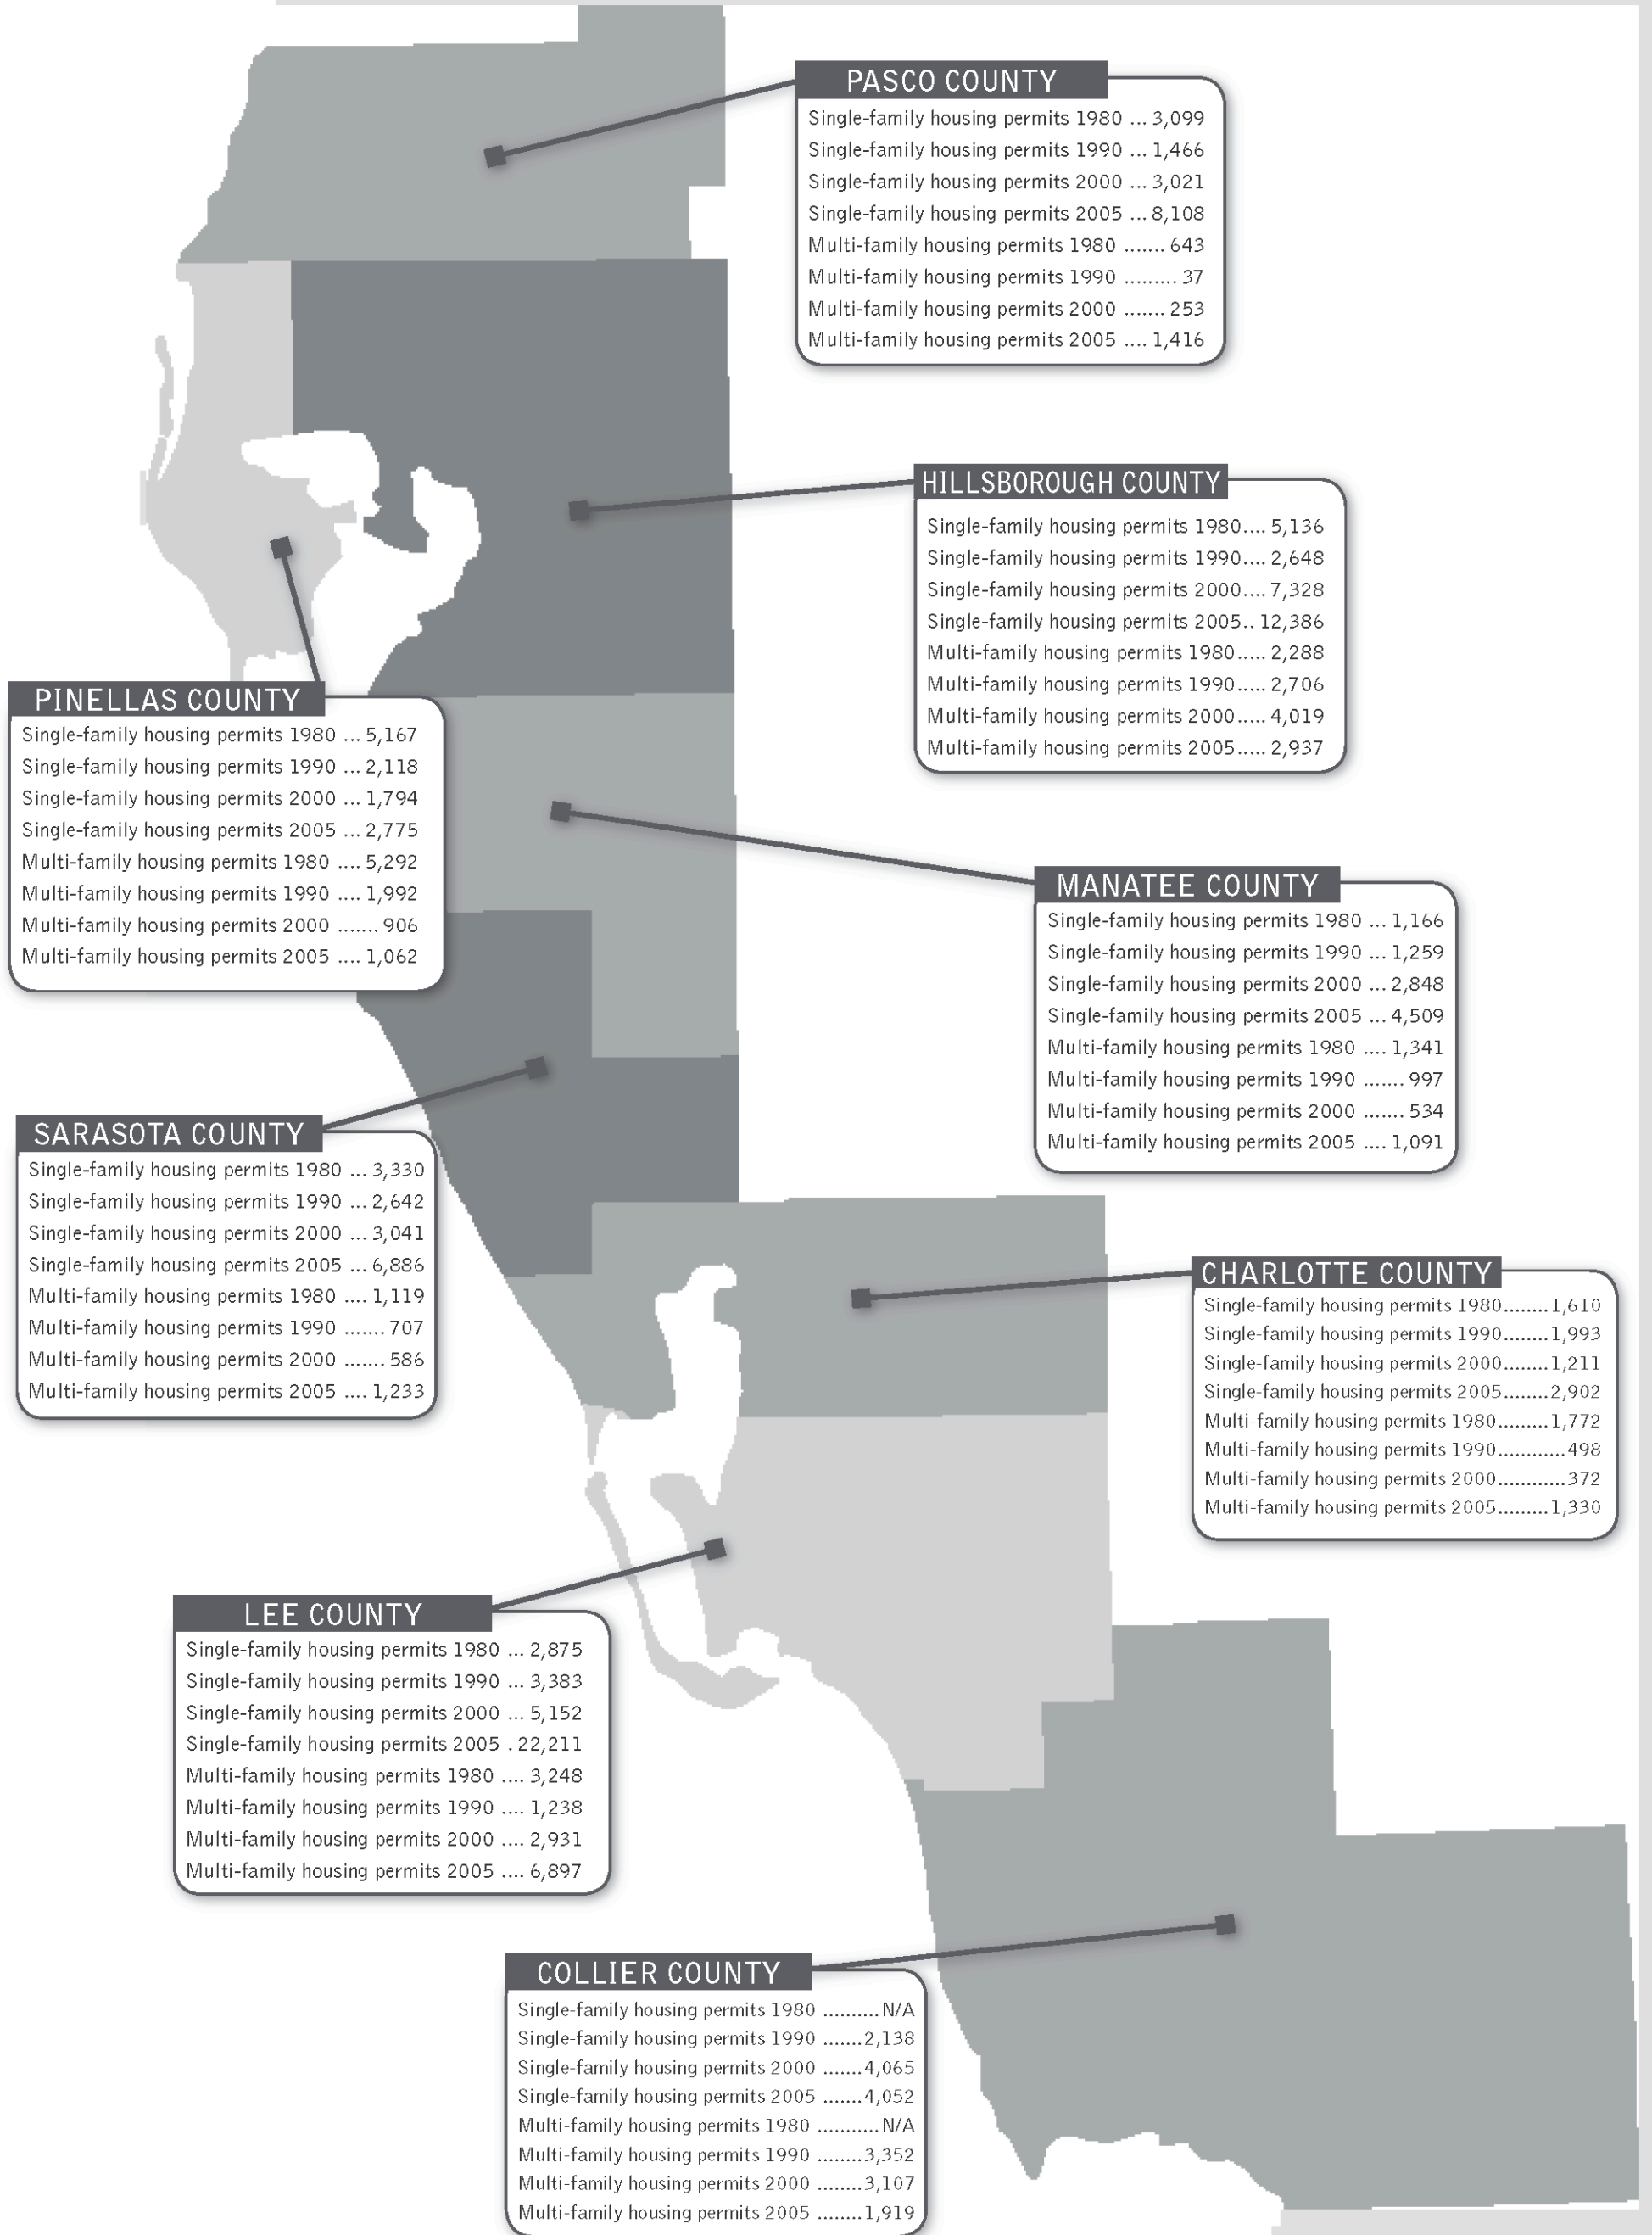 PASCO COUNTY
Single-family housing permits 1980 ... 3,099
Single-family housing permits 1990 ... 1,466
Single-family housing permits 2000 ... 3,021
Single-family housing permits 2005 ... 8,108
Multi-family housing permits 1980 ....... 643
Multi-family housing permits 1990 ......... 37
Multi-family housing permits 2000 ....... 253
Multi-family housing permits 2005 .... 1,416
HILLSBOROUGH COUNTY
Single-family housing permits 1980.... 5,136
Single-family housing permits 1990.... 2,648
Single-family housing permits 2000.... 7,328
Single-family housing permits 2005.. 12,386
Multi-family housing permits 1980..... 2,288
Multi-family housing permits 1990..... 2,706
Multi-family housing permits 2000..... 4,019
Multi-family housing permits 2005..... 2,937
PINELLAS COUNTY
Single-family housing permits 1980 ... 5,167
Single-family housing permits 1990 ... 2,118
Single-family housing permits 2000 ... 1,794
Single-family housing permits 2005 ... 2,775
Multi-family housing permits 1980 .... 5,292
Multi-family housing permits 1990 .... 1,992
Multi-family housing permits 2000 ....... 906
Multi-family housing permits 2005 .... 1,062
MANATEE COUNTY
Single-family housing permits 1980 ... 1,166
Single-family housing permits 1990 ... 1,259
Single-family housing permits 2000 ... 2,848
Single-family housing permits 2005 ... 4,509
Multi-family housing permits 1980 .... 1,341
Multi-family housing permits 1990 ....... 997
Multi-family housing permits 2000 ....... 534
Multi-family housing permits 2005 .... 1,091
SARASOTA COUNTY
Single-family housing permits 1980 ... 3,330
Single-family housing permits 1990 ... 2,642
Single-family housing permits 2000 ... 3,041
Single-family housing permits 2005 ... 6,886
Multi-family housing permits 1980 .... 1,119
Multi-family housing permits 1990 ....... 707
Multi-family housing permits 2000 ....... 586
Multi-family housing permits 2005 .... 1,233
CHARLOTTE COUNTY
Single-family housing permits 1980........1,610
Single-family housing permits 1990........1,993
Single-family housing permits 2000........1,211
Single-family housing permits 2005........2,902
Multi-family housing permits 1980.........1,772
Multi-family housing permits 1990............498
Multi-family housing permits 2000............372
Multi-family housing permits 2005.........1,330
LEE COUNTY
Single-family housing permits 1980 ... 2,875
Single-family housing permits 1990 ... 3,383
Single-family housing permits 2000 ... 5,152
Single-family housing permits 2005 . 22,211
Multi-family housing permits 1980 .... 3,248
Multi-family housing permits 1990 .... 1,238
Multi-family housing permits 2000 .... 2,931
Multi-family housing permits 2005 .... 6,897
COLLIER COUNTY
Single-family housing permits 1980 ..........N/A
Single-family housing permits 1990 .......2,138
Single-family housing permits 2000 .......4,065
Single-family housing permits 2005 .......4,052
Multi-family housing permits 1980 ...........N/A
Multi-family housing permits 1990 ........3,352
Multi-family housing permits 2000 ........3,107
Multi-family housing permits 2005 ........1,919